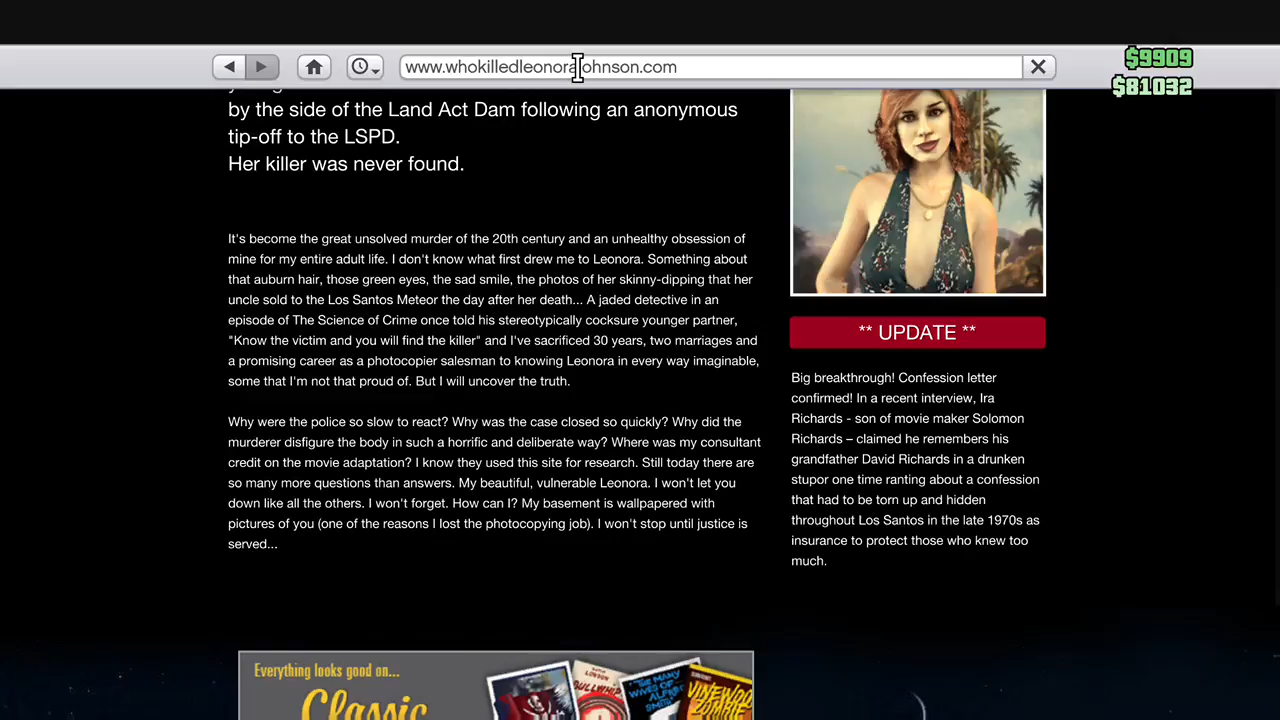 www.whokilledleonorajohnson.com
$9909
$81032
by the side of the Land Act Dam following an anonymous
tip-off to the LSPD.
Her killer was never found.
It's become the great unsolved murder of the 20th century and an unhealthy obsession of
mine for my entire adult life. I don't know what first drew me to Leonora. Something about
that auburn hair, those green eyes, the sad smile, the photos of her skinny-dipping that her
uncle sold to the Los Santos Meteor the day after her death... A jaded detective in an
episode of The Science of Crime once told his stereotypically cocksure younger partner,
"Know the victim and you will find the killer" and I've sacrificed 30 years, two marriages and
a promising career as a photocopier salesman to knowing Leonora in every way imaginable,
some that I'm not that proud of. But I will uncover the truth.
Why were the police so slow to react? Why was the case closed so quickly? Why did the
murderer disfigure the body in such a horrific and deliberate way? Where was my consultant
credit on the movie adaptation? I know they used this site for research. Still today there are
so many more questions than answers. My beautiful, vulnerable Leonora. I won't let you
down like all the others. I won't forget. How can I? My basement is wallpapered with
pictures of you (one of the reasons I lost the photocopying job). I won't stop until justice is
served...
** UPDATE **
Big breakthrough! Confession letter
confirmed! In a recent interview, Ira
Richards - son of movie maker Solomon
Richards – claimed he remembers his
grandfather David Richards in a drunken
stupor one time ranting about a confession
that had to be torn up and hidden
throughout Los Santos in the late 1970s as
insurance to protect those who knew too
much.
Everything looks good on...
Classic
BULLWHIP
THE MANY
WIVES OF
ALFRED
SMITH
VINEWOOD
ZOMBIE